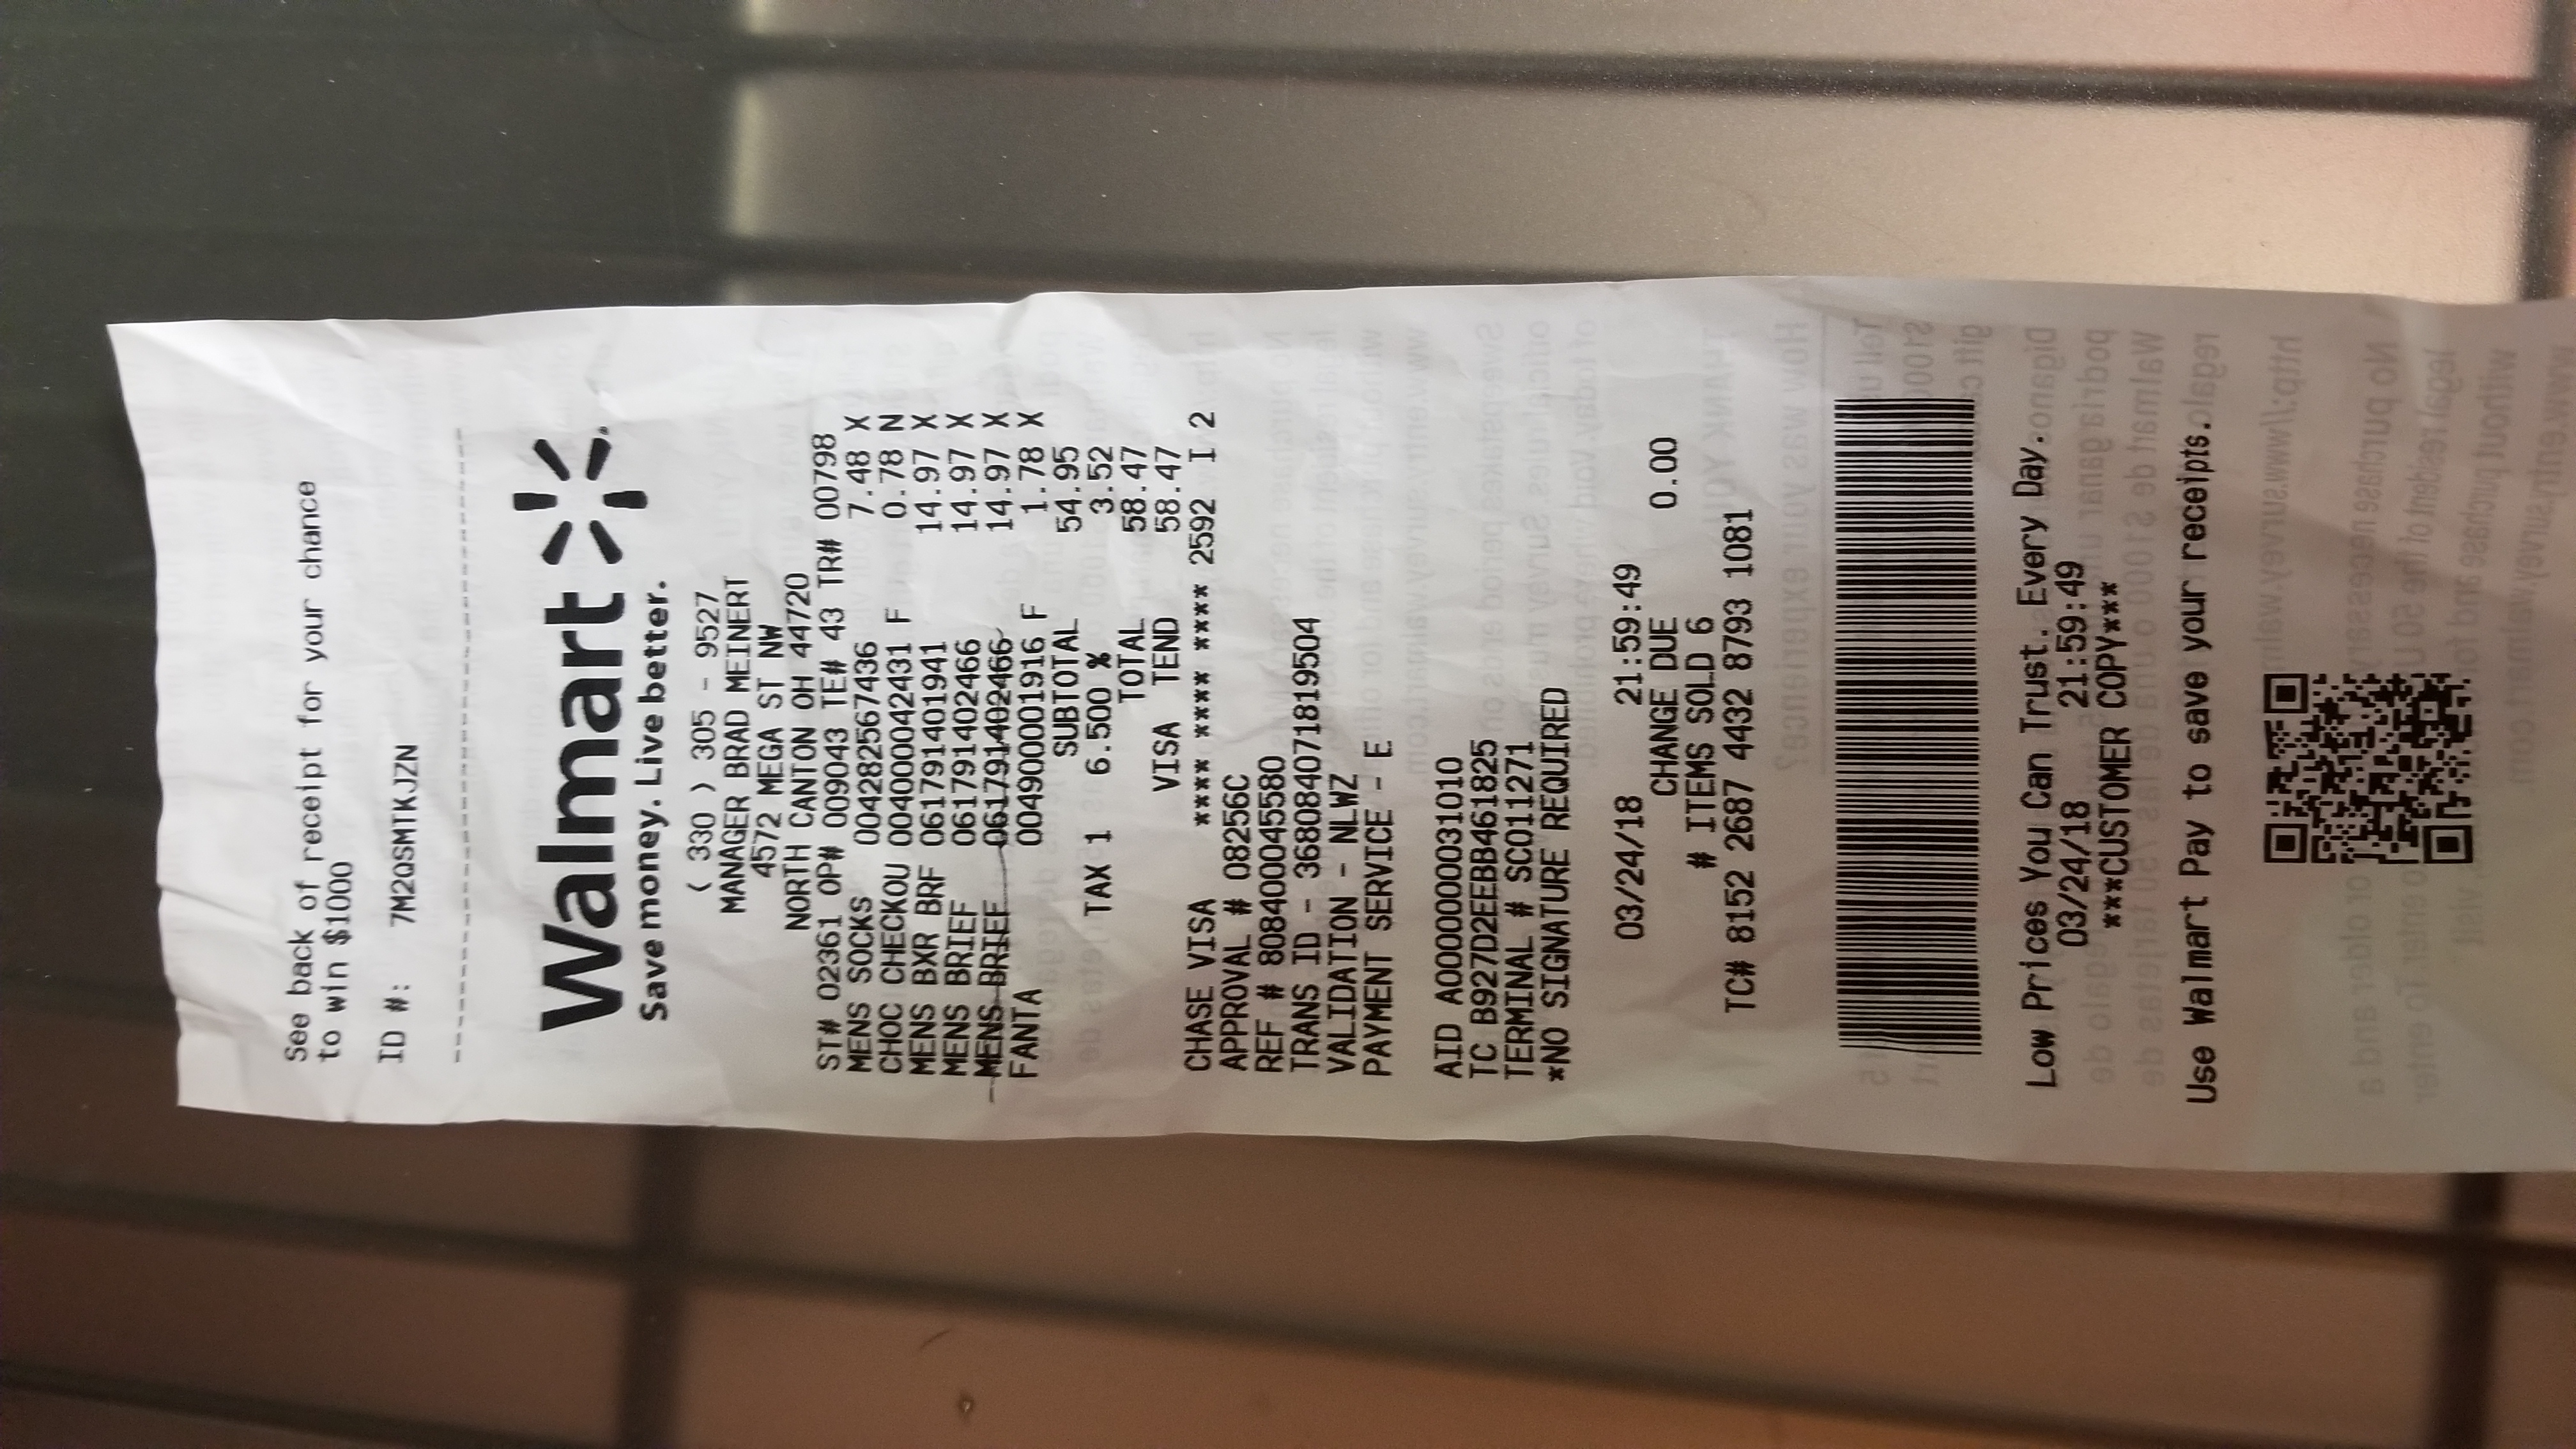 See back of receipt for your chance
to win $1000
ID #: 7M2QSMTKJZN
Walmart
Save money. Live better.
( 330 ) 305 - 9527
MANAGER BRAD MEINERT
4572 MEGA ST NW
NORTH CANTON OH 44720
ST# 02361 OP# 009043 TE# 43 TR# 00798
MENS SOCKS 004282567436 7.48 X
CHOC CHECKOU 004000042431 F 0.78 N
MENS BXR BRF 061791401941 14.97 X
MENS BRIEF 061791402466 14.97 X
MENS BRIEF 061791402466 14.97 X
FANTA 004900001916 F 1.78 X
SUBTOTAL 54.95
TAX 1 6.500 % 3.52
TOTAL 58.47
VISA TEND 58.47
CHASE VISA **** **** **** 2592 I 2
APPROVAL # 08256C
REF # 808400045580
TRANS ID - 368084071819504
VALIDATION - NLWZ
PAYMENT SERVICE - E
AID A0000000031010
TC B927D2EEBB461825
TERMINAL # SC011271
*NO SIGNATURE REQUIRED
03/24/18 21:59:49
CHANGE DUE 0.00
# ITEMS SOLD 6
TC# 8152 2687 4432 8793 1081
Low Prices You Can Trust. Every Day.
03/24/18 21:59:49
***CUSTOMER COPY***
Use Walmart Pay to save your receipts.